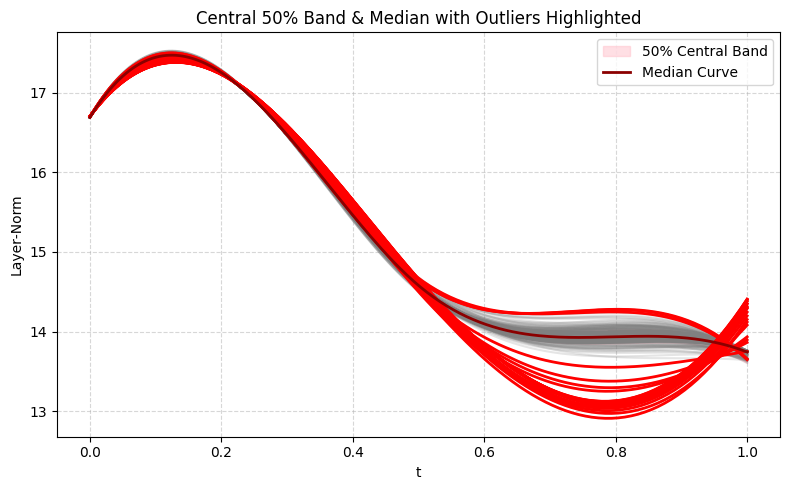 Central 50% Band & Median with Outliers Highlighted
50% Central Band
Median Curve
Layer-Norm
17
16
15
14
13
0.0 0.2 0.4 0.6 0.8 1.0
t